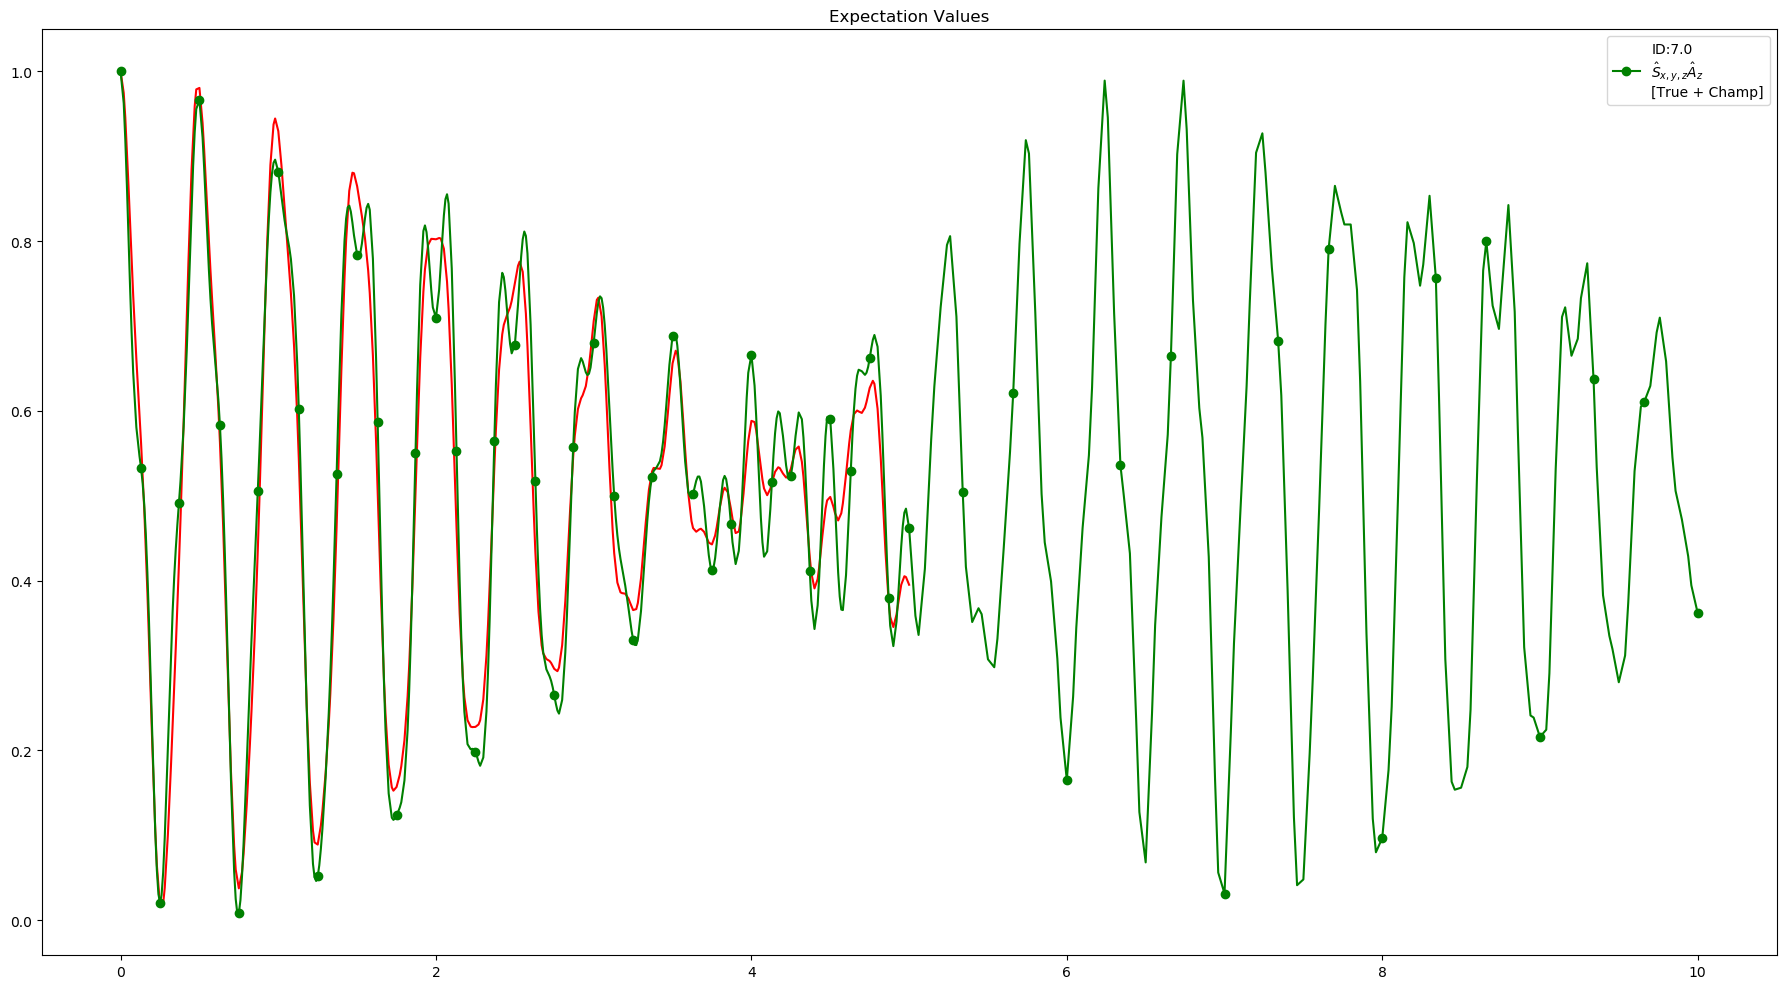 Expectation Values
ID:7.0
$\hat{S}_{x,y,z}\hat{A}_z$
[True + Champ]
1.0
0.8
0.6
0.4
0.2
0.0
0 2 4 6 8 10